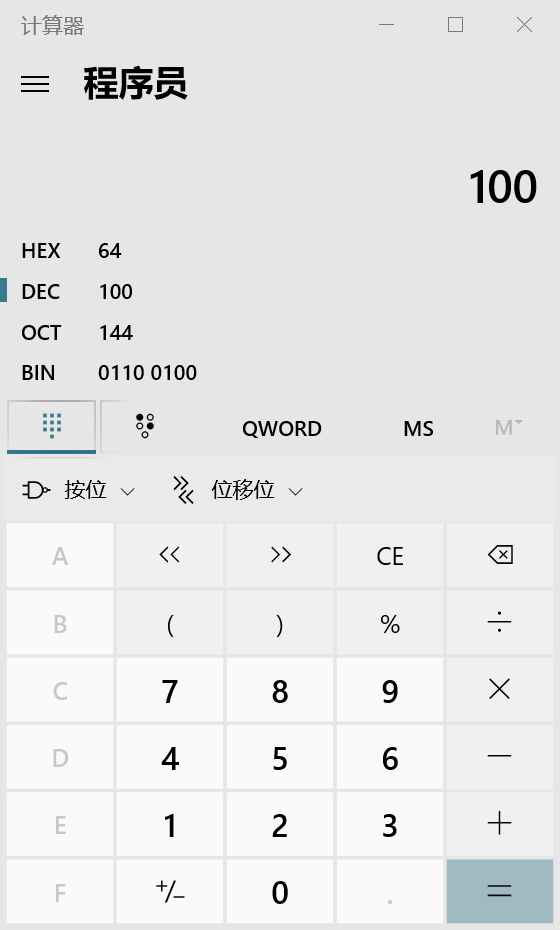 计算器
程序员
100
HEX 64
DEC 100
OCT 144
BIN 0110 0100
QWORD MS M
按位 位移位
A << >> CE
B ( ) % ÷
C 7 8 9 ×
D 4 5 6 −
E 1 2 3 +
F +/− 0 . =